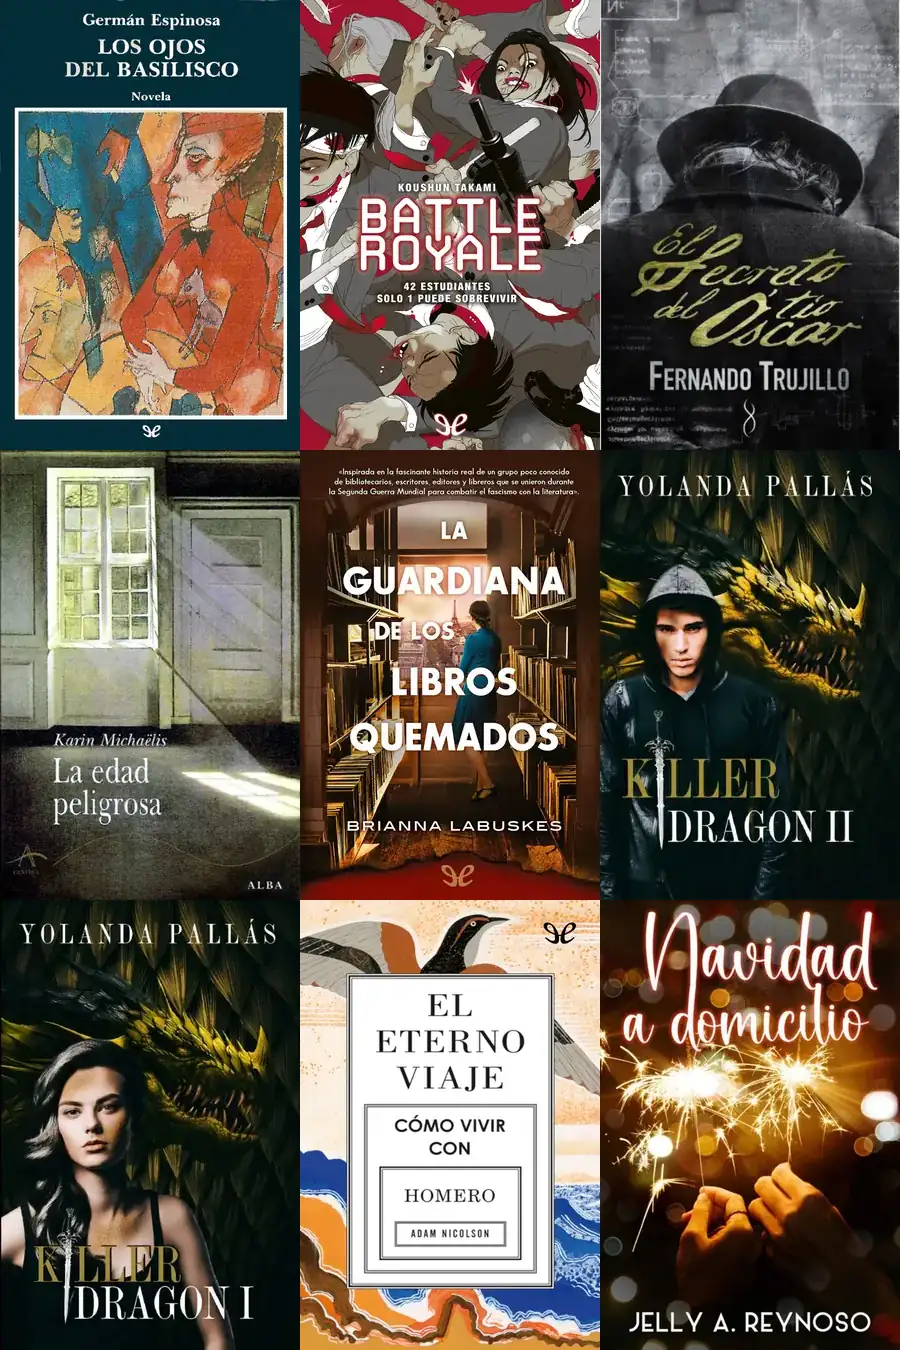 Germán Espinosa
LOS OJOS
DEL BASILISCO
Novela
KOUSHUN TAKAMI
BATTLE
ROYALE
42 ESTUDIANTES
SOLO 1 PUEDE SOBREVIVIR
El
Secreto
del tío
Óscar
FERNANDO TRUJILLO
Karin Michaëlis
La edad
peligrosa
ALBA
«Inspirada en la fascinante historia real de un grupo poco conocido
de bibliotecarios, escritores, editores y libreros que se unieron durante
la Segunda Guerra Mundial para combatir el fascismo con la literatura».
LA
GUARDIANA
DE LOS
LIBROS
QUEMADOS
BRIANNA LABUSKES
YOLANDA PALLÁS
KILLER
DRAGON II
YOLANDA PALLÁS
KILLER
DRAGON I
EL
ETERNO
VIAJE
CÓMO VIVIR
CON
HOMERO
ADAM NICOLSON
Navidad
a domicilio
JELLY A. REYNOSO